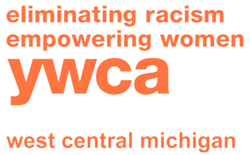 eliminating racism
empowering women
ywca
west central michigan